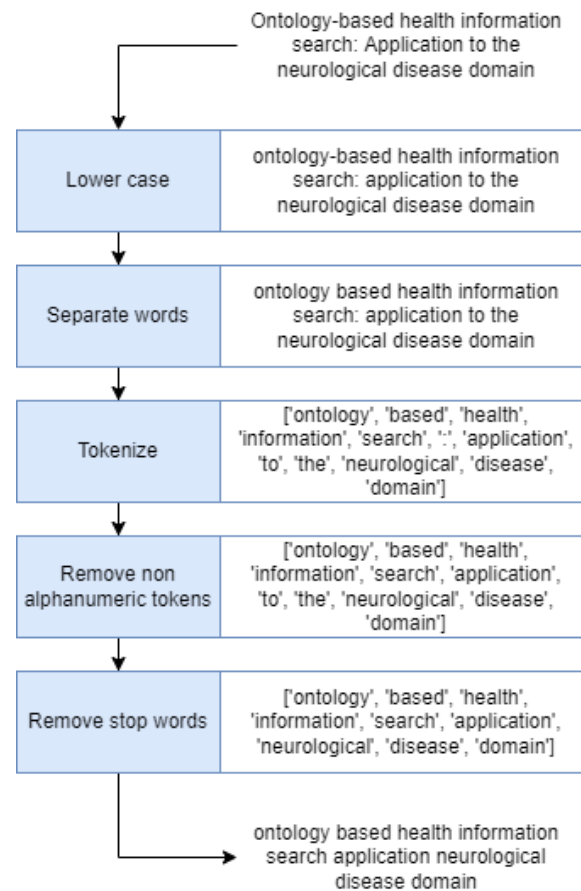 Ontology-based health information
search: Application to the
neurological disease domain
Lower case
ontology-based health information
search: application to the
neurological disease domain
Separate words
ontology based health information
search: application to the
neurological disease domain
Tokenize
['ontology', 'based', 'health',
'information', 'search', ':', 'application',
'to', 'the', 'neurological', 'disease',
'domain']
Remove non
alphanumeric tokens
['ontology', 'based', 'health',
'information', 'search', 'application',
'to', 'the', 'neurological', 'disease',
'domain']
Remove stop words
['ontology', 'based', 'health',
'information', 'search', 'application',
'neurological', 'disease', 'domain']
ontology based health information
search application neurological
disease domain